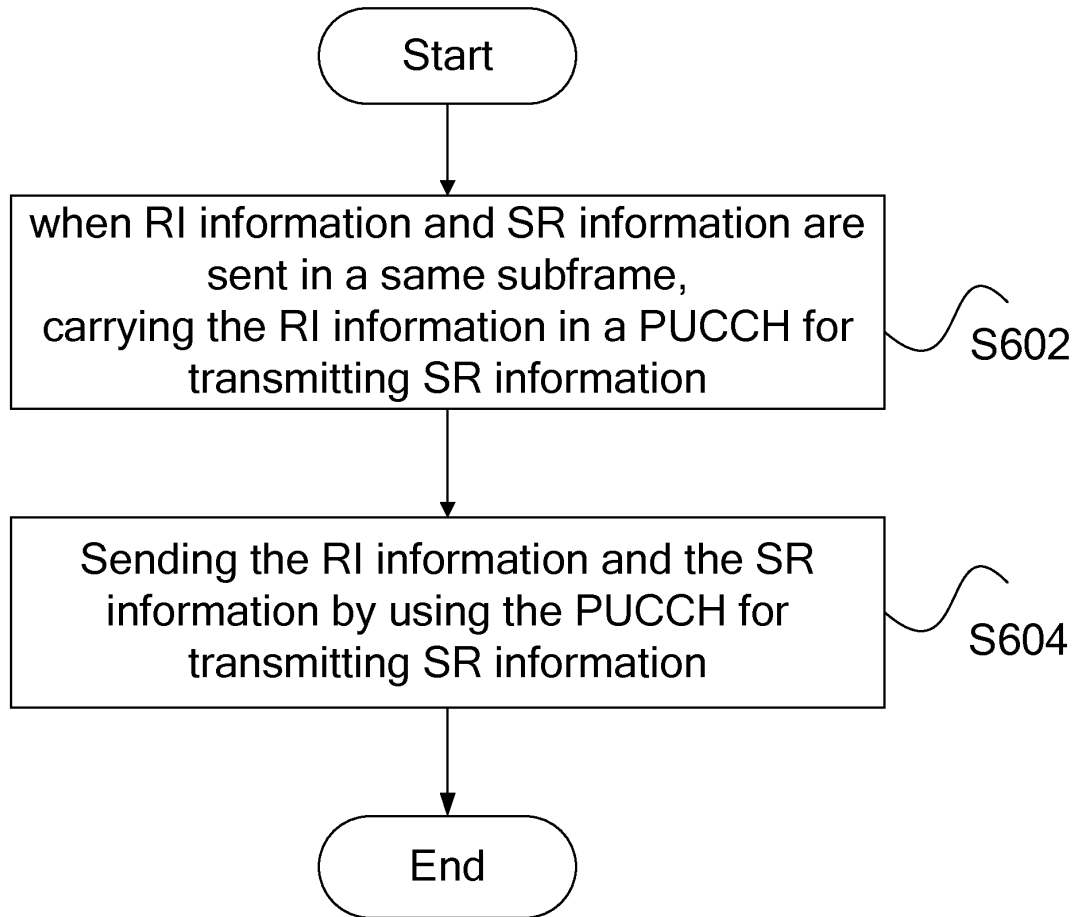 Start
when RI information and SR information are
sent in a same subframe,
carrying the RI information in a PUCCH for
transmitting SR information
S602
Sending the RI information and the SR
information by using the PUCCH for
transmitting SR information
S604
End